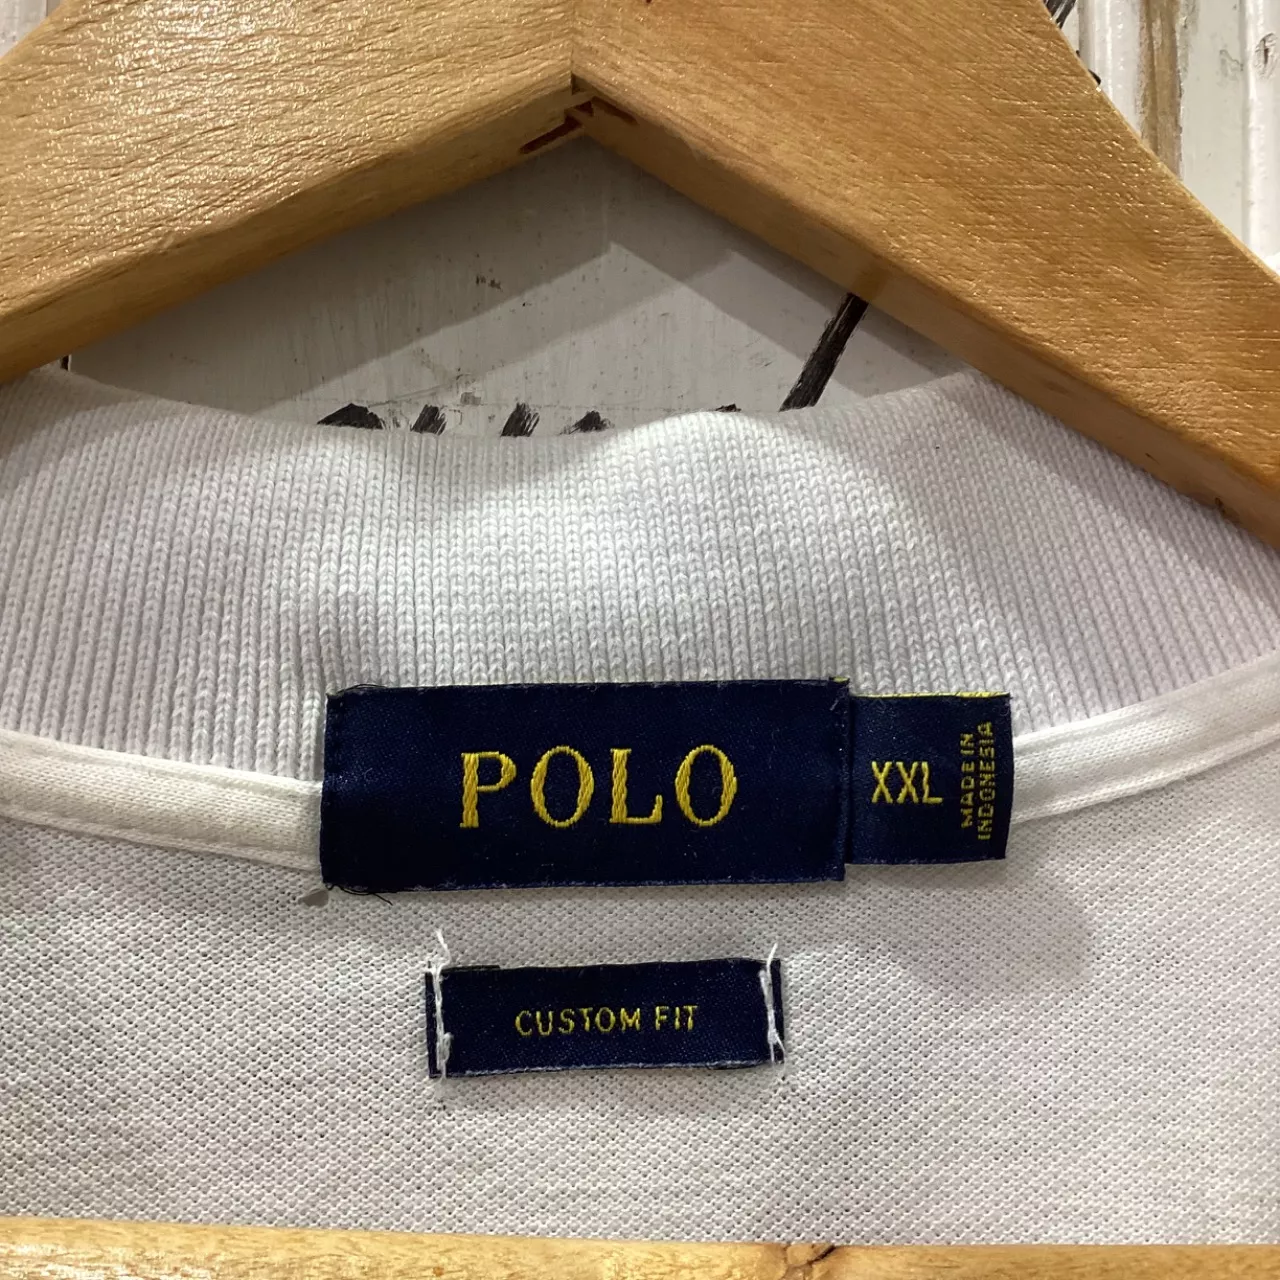 POLO
XXL
MADE IN
INDONESIA
CUSTOM FIT